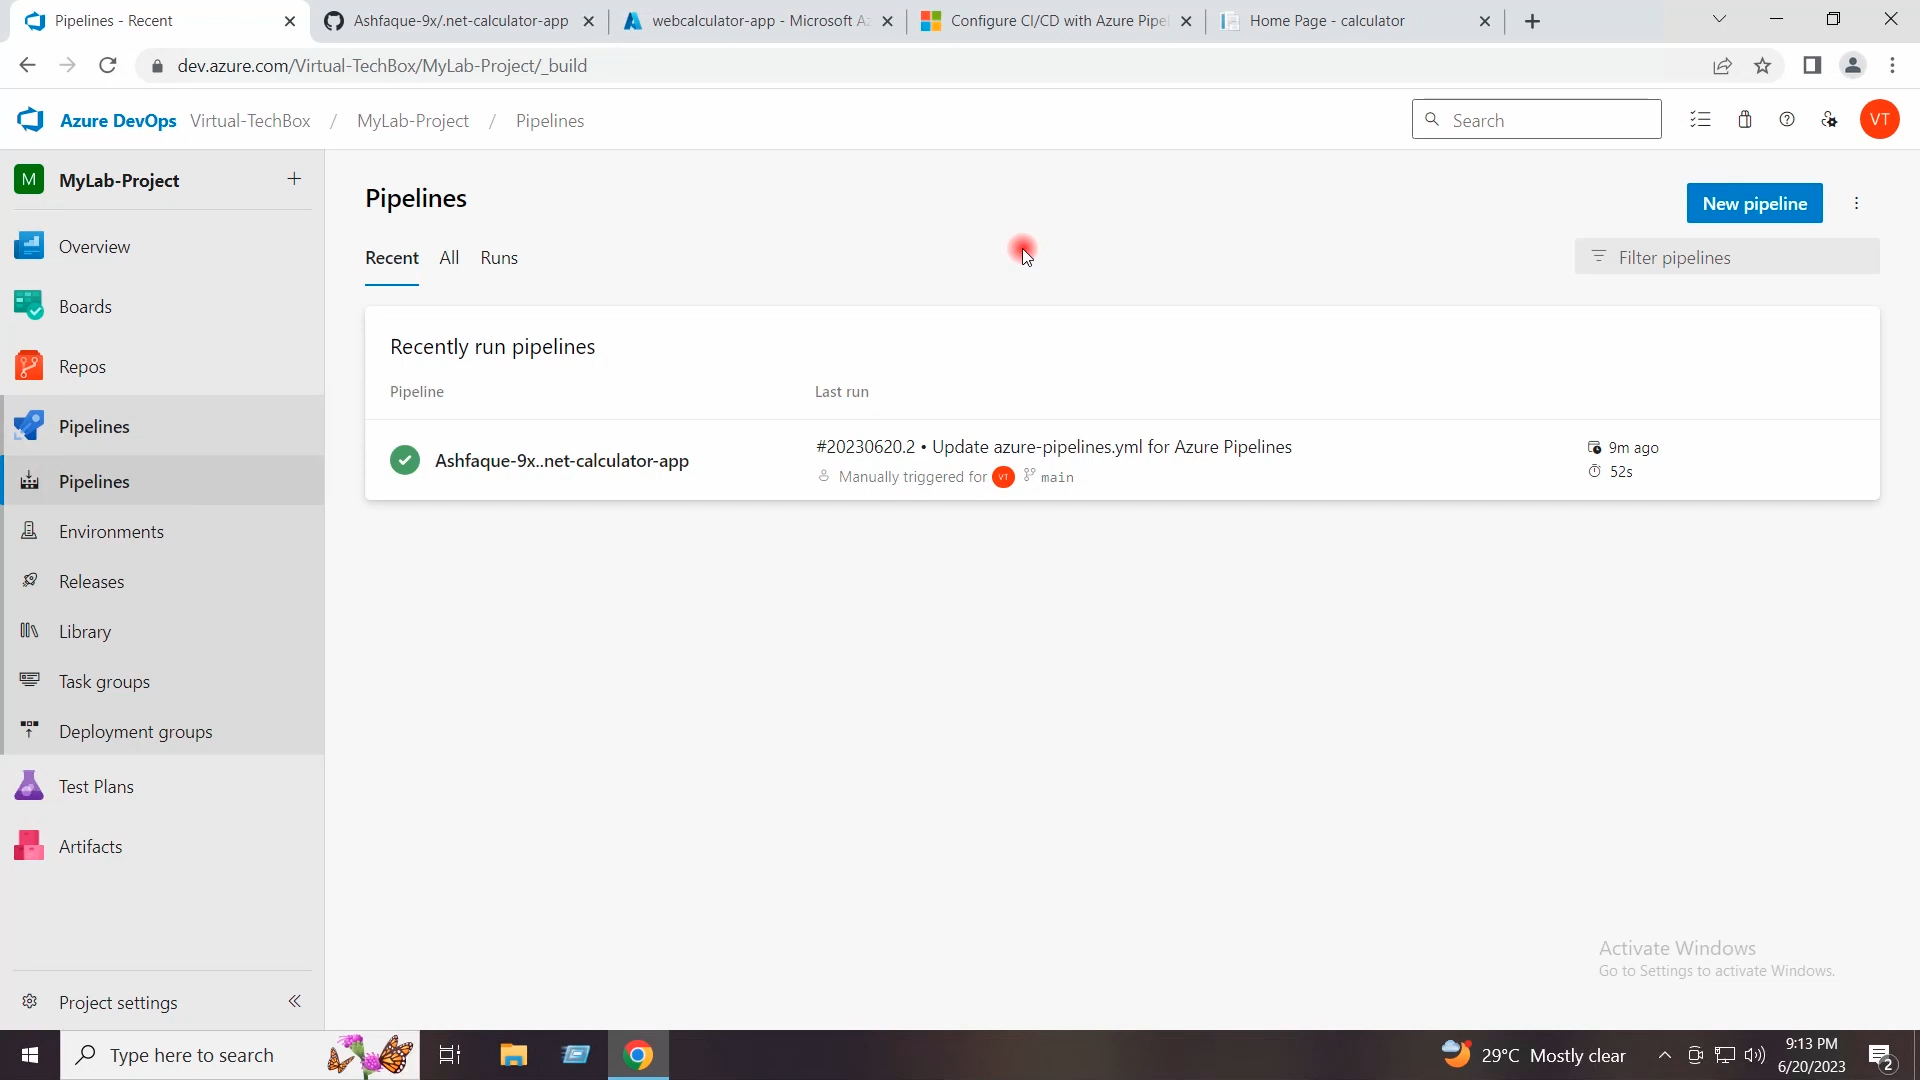 Pipelines - Recent
Ashfaque-9x/.net-calculator-app
webcalculator-app - Microsoft Az
Configure CI/CD with Azure Pipel
Home Page - calculator
dev.azure.com/Virtual-TechBox/MyLab-Project/_build
Azure DevOps Virtual-TechBox / MyLab-Project / Pipelines
Search
VT
M MyLab-Project
Overview
Boards
Repos
Pipelines
Pipelines
Environments
Releases
Library
Task groups
Deployment groups
Test Plans
Artifacts
Project settings
Pipelines
New pipeline
Recent All Runs
Filter pipelines
Recently run pipelines
Pipeline Last run
Ashfaque-9x..net-calculator-app
#20230620.2 • Update azure-pipelines.yml for Azure Pipelines
Manually triggered for VT main
9m ago
52s
Activate Windows
Go to Settings to activate Windows.
Type here to search
29°C Mostly clear
9:13 PM
6/20/2023
2